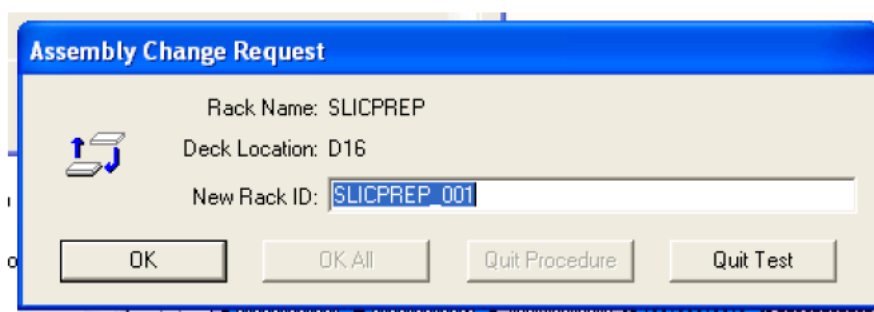 Assembly Change Request
Rack Name: SLICPREP
Deck Location: D16
New Rack ID: SLICPREP_001
OK OK All Quit Procedure Quit Test